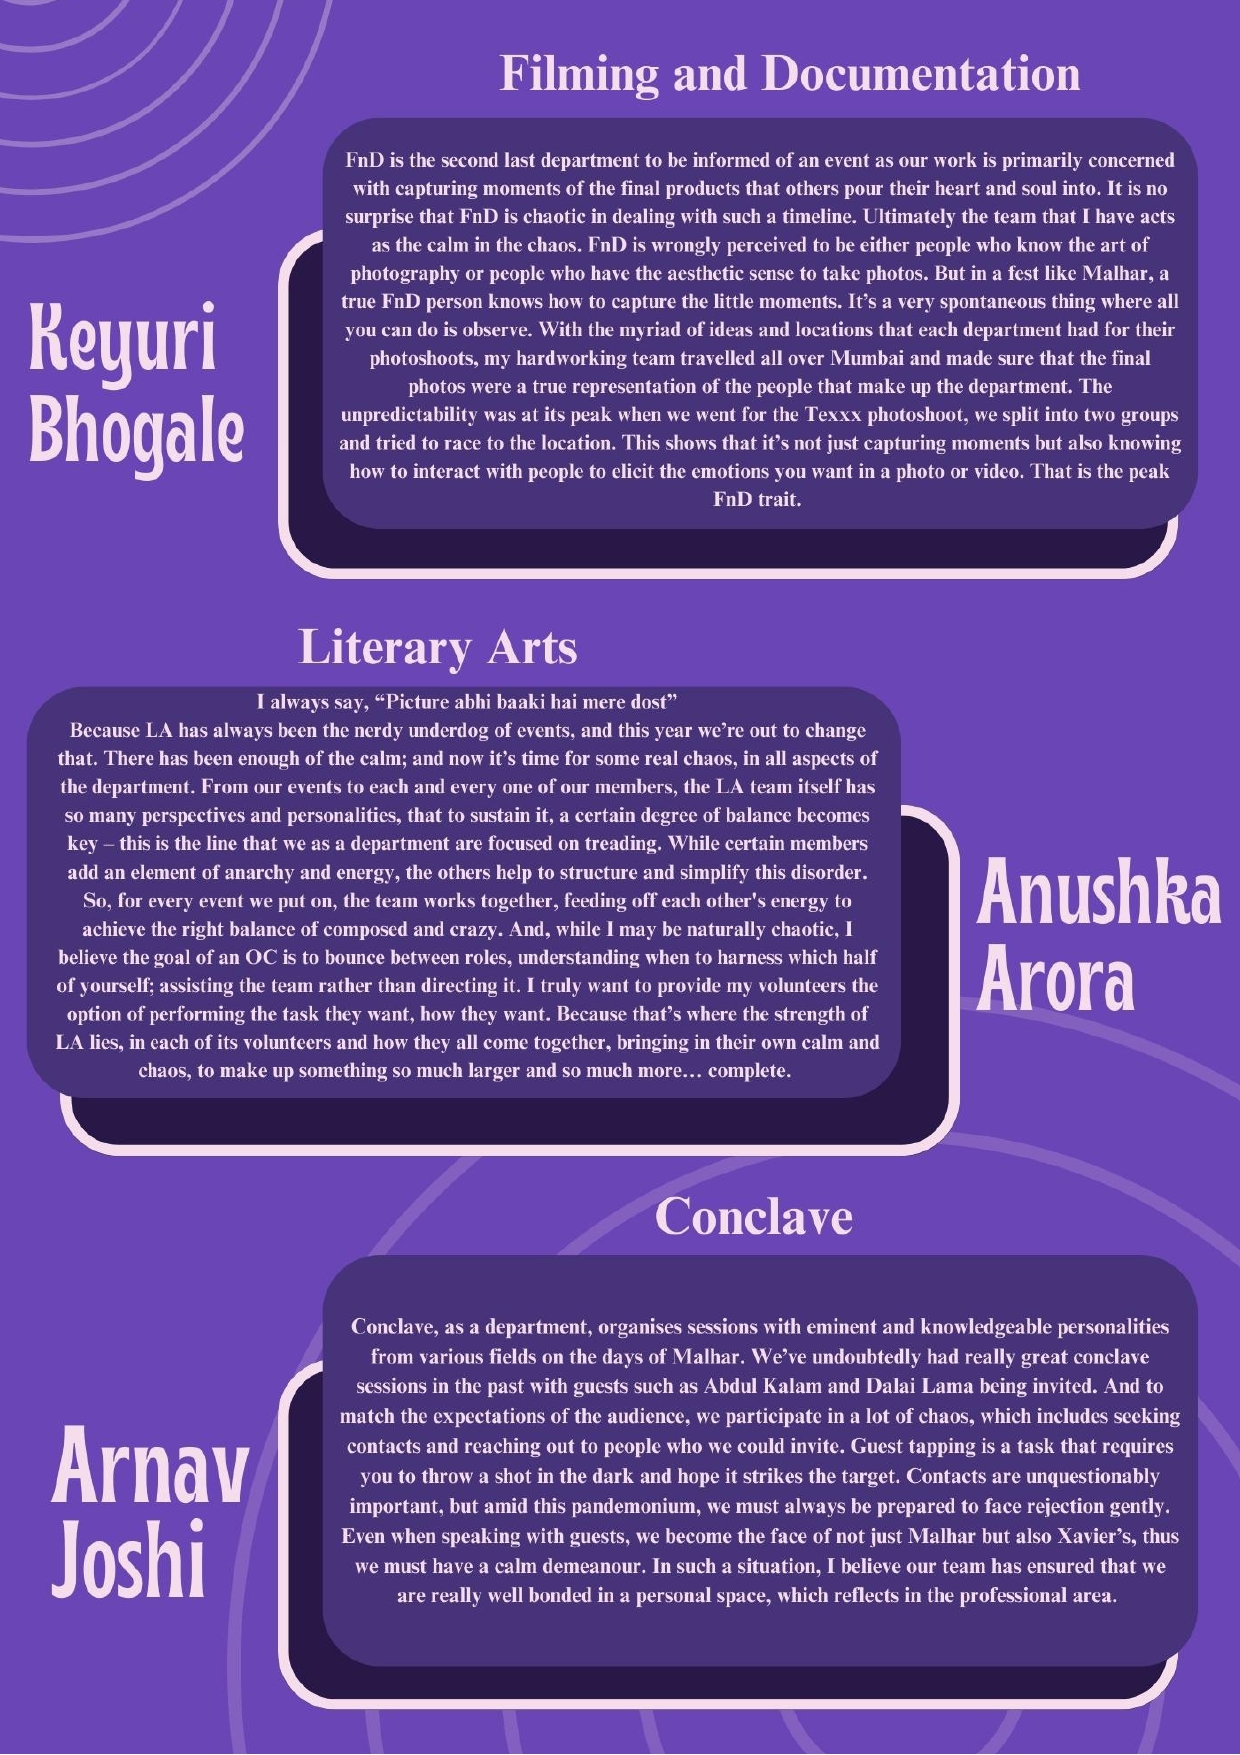 Filming and Documentation
FnD is the second last department to be informed of an event as our work is primarily concerned
with capturing moments of the final products that others pour their heart and soul into. It is no
surprise that FnD is chaotic in dealing with such a timeline. Ultimately the team that I have acts
as the calm in the chaos. FnD is wrongly perceived to be either people who know the art of
photography or people who have the aesthetic sense to take photos. But in a fest like Malhar, a
true FnD person knows how to capture the little moments. It’s a very spontaneous thing where all
you can do is observe. With the myriad of ideas and locations that each department had for their
photoshoots, my hardworking team travelled all over Mumbai and made sure that the final
photos were a true representation of the people that make up the department. The
unpredictability was at its peak when we went for the Texxx photoshoot, we split into two groups
and tried to race to the location. This shows that it’s not just capturing moments but also knowing
how to interact with people to elicit the emotions you want in a photo or video. That is the peak
FnD trait.
Keyuri
Bhogale
Literary Arts
I always say, “Picture abhi baaki hai mere dost”
Because LA has always been the nerdy underdog of events, and this year we’re out to change
that. There has been enough of the calm; and now it’s time for some real chaos, in all aspects of
the department. From our events to each and every one of our members, the LA team itself has
so many perspectives and personalities, that to sustain it, a certain degree of balance becomes
key – this is the line that we as a department are focused on treading. While certain members
add an element of anarchy and energy, the others help to structure and simplify this disorder.
So, for every event we put on, the team works together, feeding off each other's energy to
achieve the right balance of composed and crazy. And, while I may be naturally chaotic, I
believe the goal of an OC is to bounce between roles, understanding when to harness which half
of yourself; assisting the team rather than directing it. I truly want to provide my volunteers the
option of performing the task they want, how they want. Because that’s where the strength of
LA lies, in each of its volunteers and how they all come together, bringing in their own calm and
chaos, to make up something so much larger and so much more… complete.
Anushka
Arora
Conclave
Conclave, as a department, organises sessions with eminent and knowledgeable personalities
from various fields on the days of Malhar. We’ve undoubtedly had really great conclave
sessions in the past with guests such as Abdul Kalam and Dalai Lama being invited. And to
match the expectations of the audience, we participate in a lot of chaos, which includes seeking
contacts and reaching out to people who we could invite. Guest tapping is a task that requires
you to throw a shot in the dark and hope it strikes the target. Contacts are unquestionably
important, but amid this pandemonium, we must always be prepared to face rejection gently.
Even when speaking with guests, we become the face of not just Malhar but also Xavier’s, thus
we must have a calm demeanour. In such a situation, I believe our team has ensured that we
are really well bonded in a personal space, which reflects in the professional area.
Arnav
Joshi